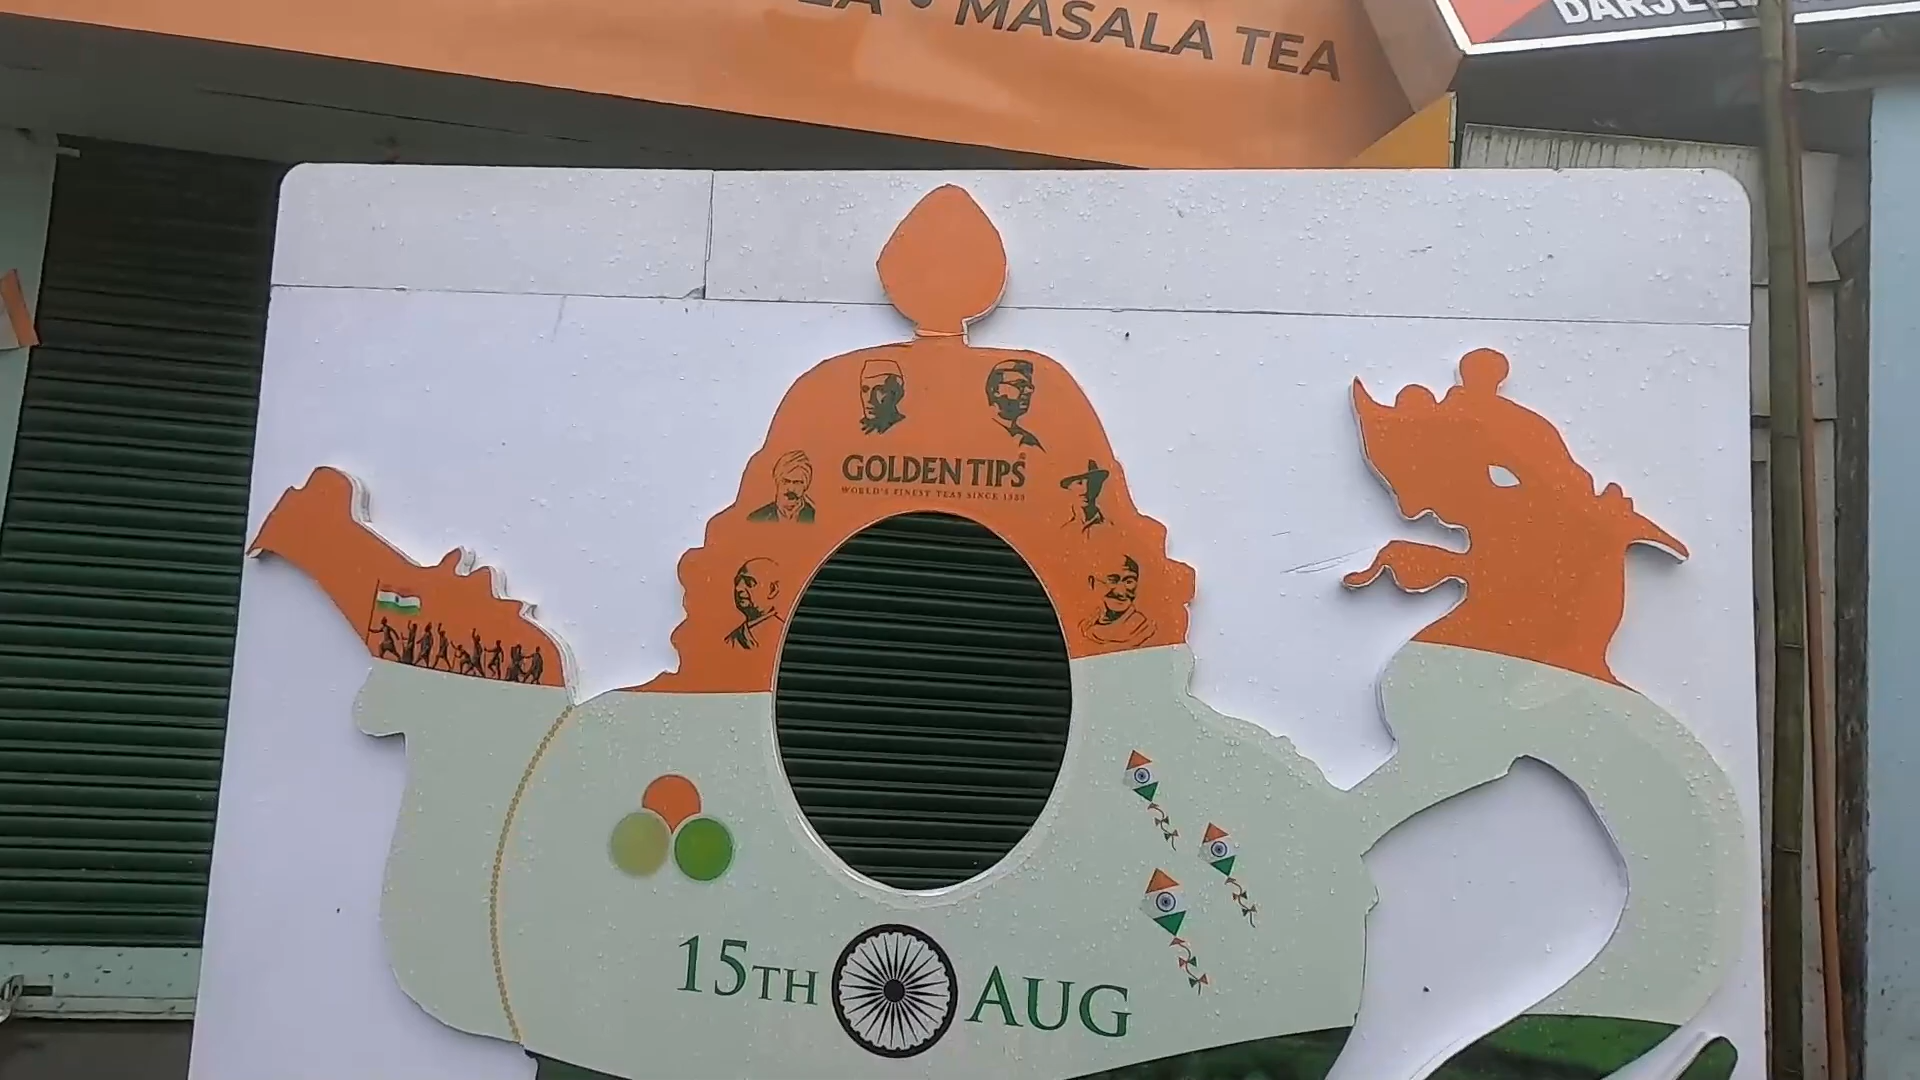 • MASALA TEA
GOLDEN TIPS
WORLD'S FINEST TEAS SINCE 1933
15TH AUG